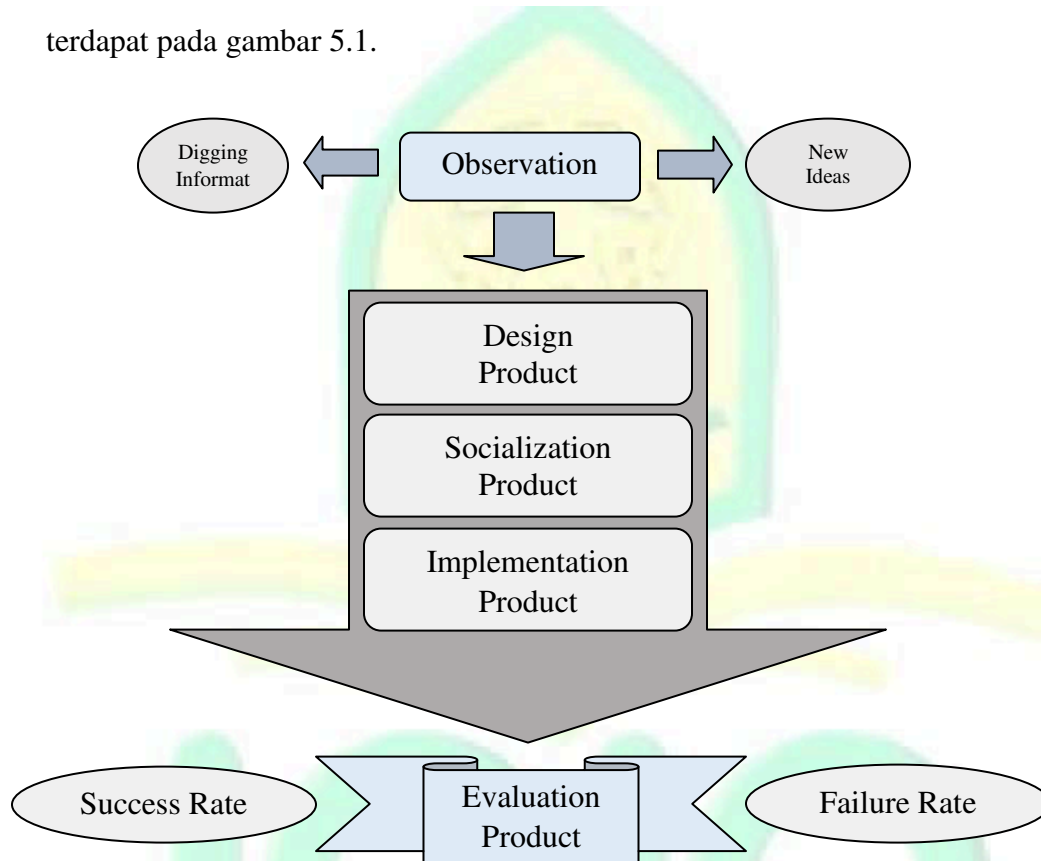 terdapat pada gambar 5.1.
Digging
Informat
Observation
New
Ideas
Design
Product
Socialization
Product
Implementation
Product
Success Rate
Evaluation
Product
Failure Rate